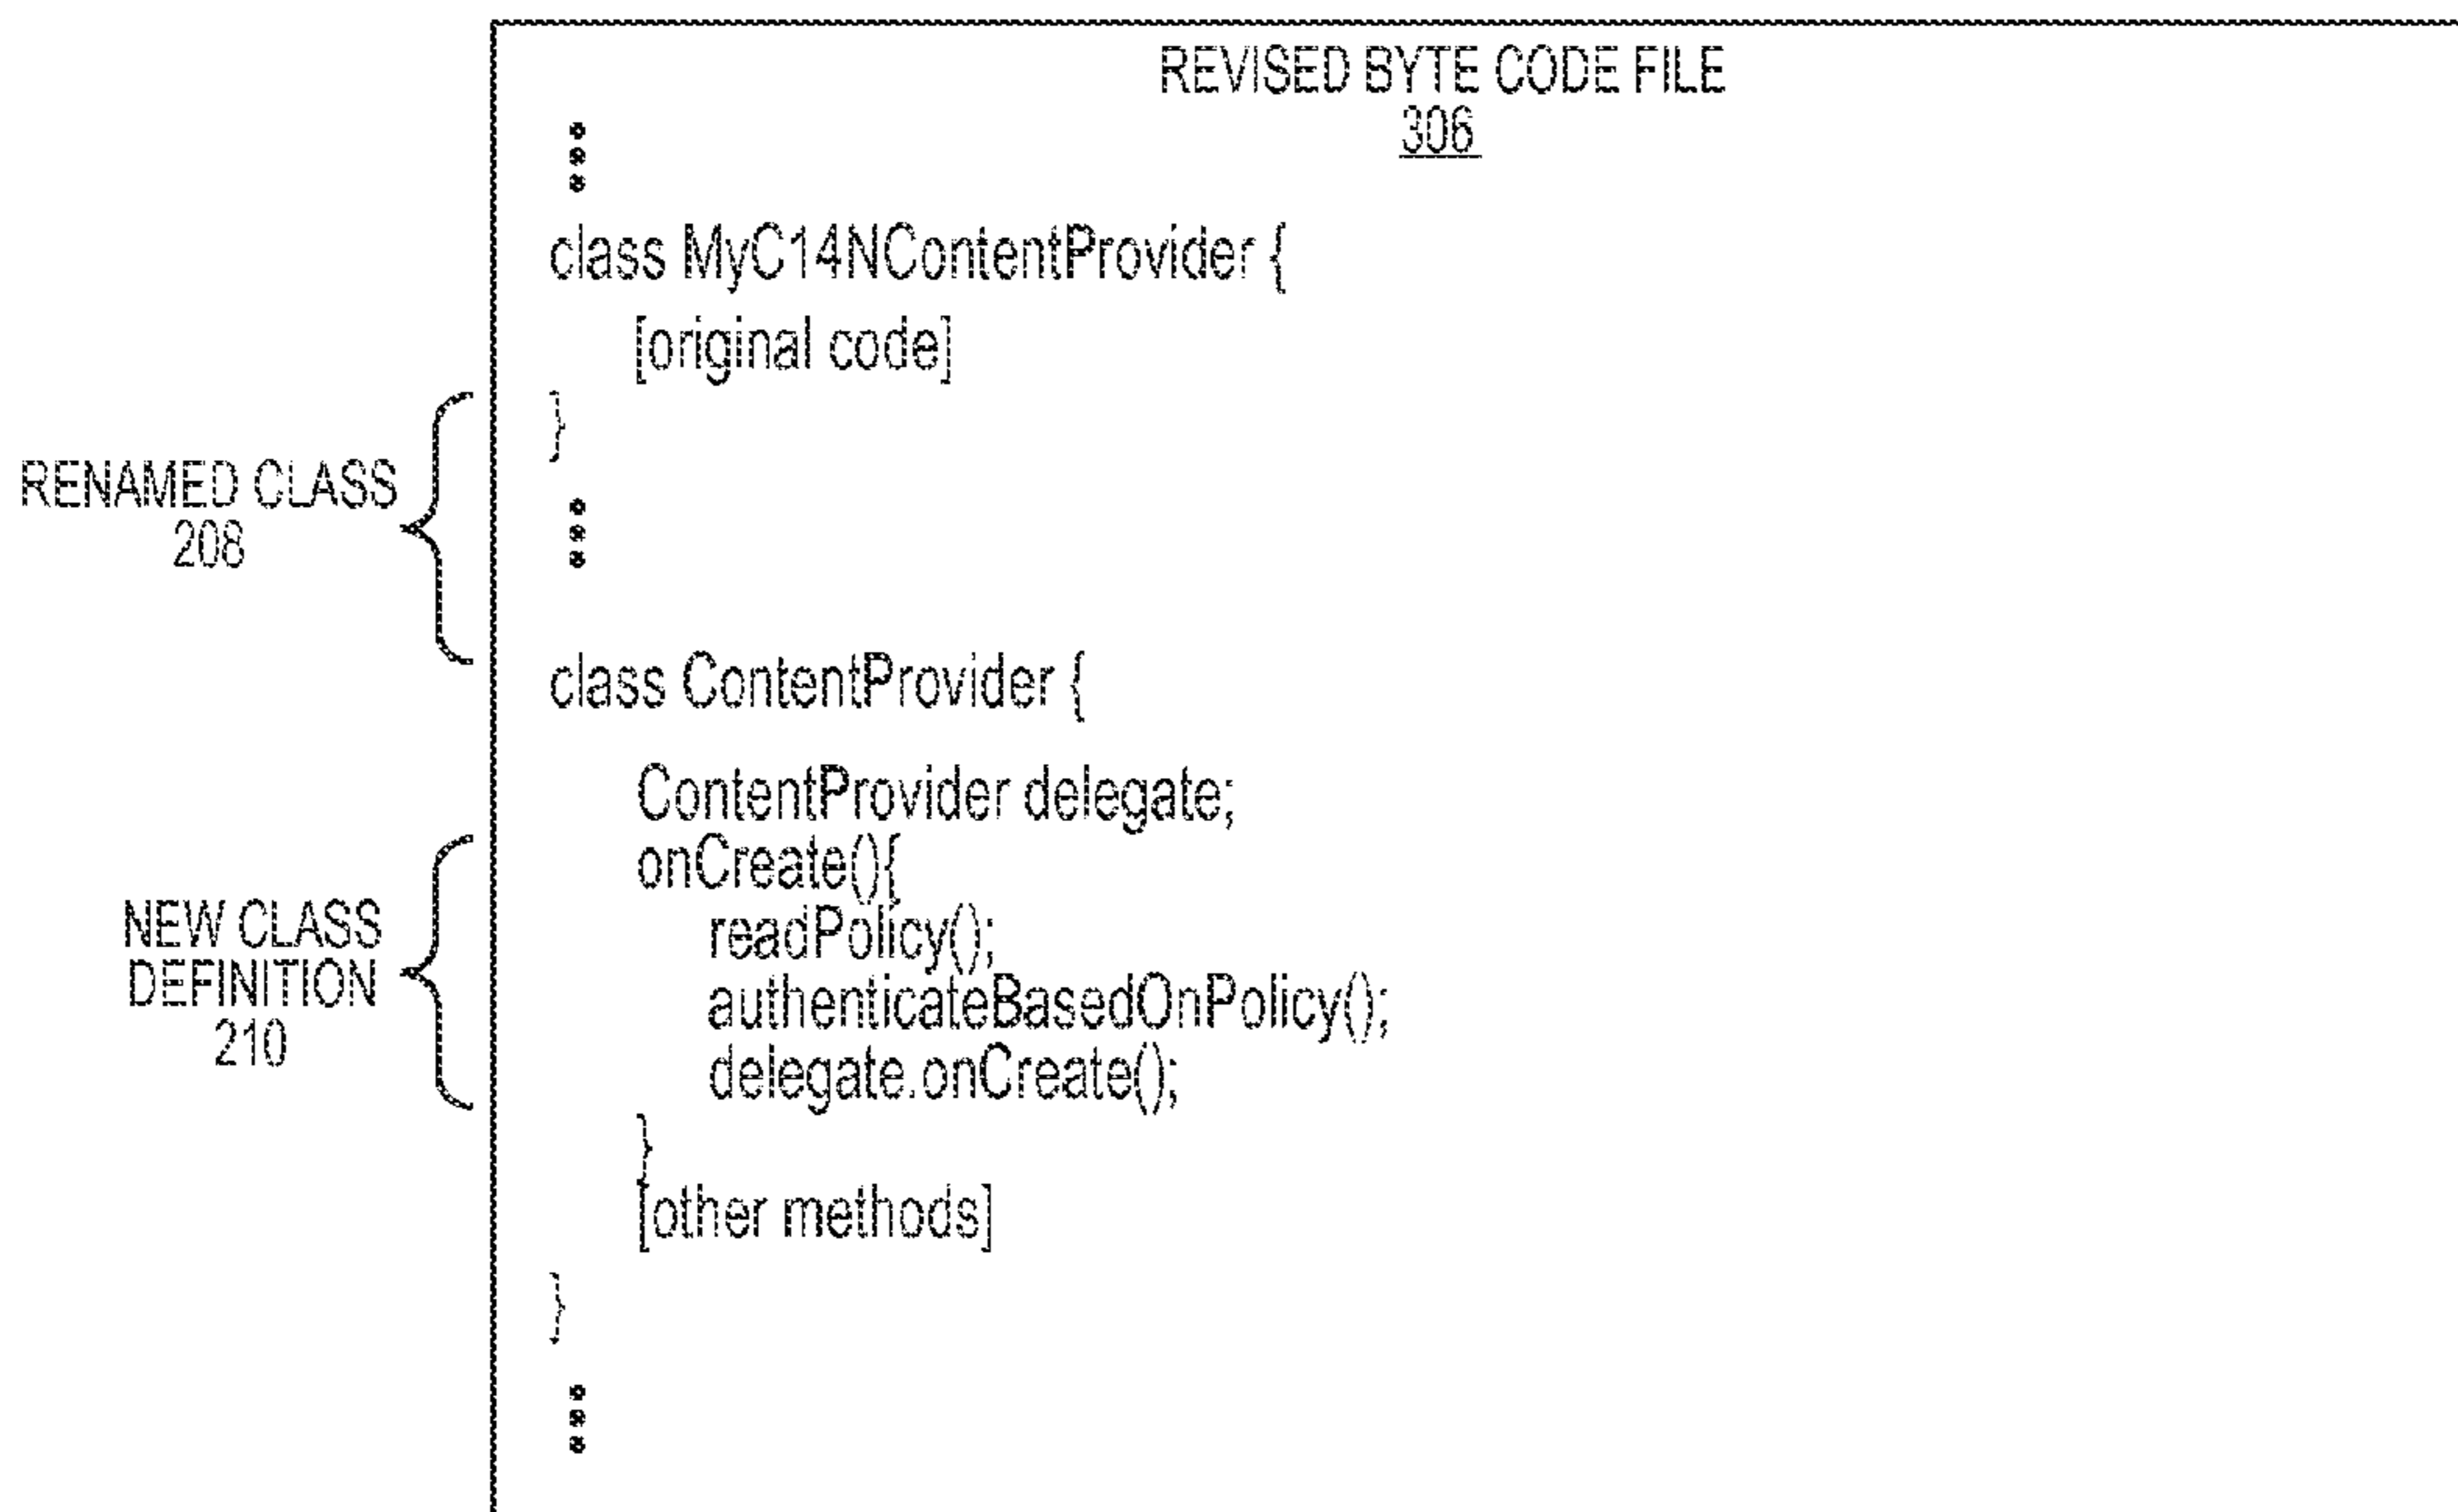 REVISED BYTE CODE FILE
306
class MyC14NContentProvider {
[original code]
}
RENAMED CLASS
208
class ContentProvider {
ContentProvider delegate;
onCreate(){
readPolicy();
authenticateBasedOnPolicy();
delegate.onCreate();
}
NEW CLASS
DEFINITION
210
[other methods]
}